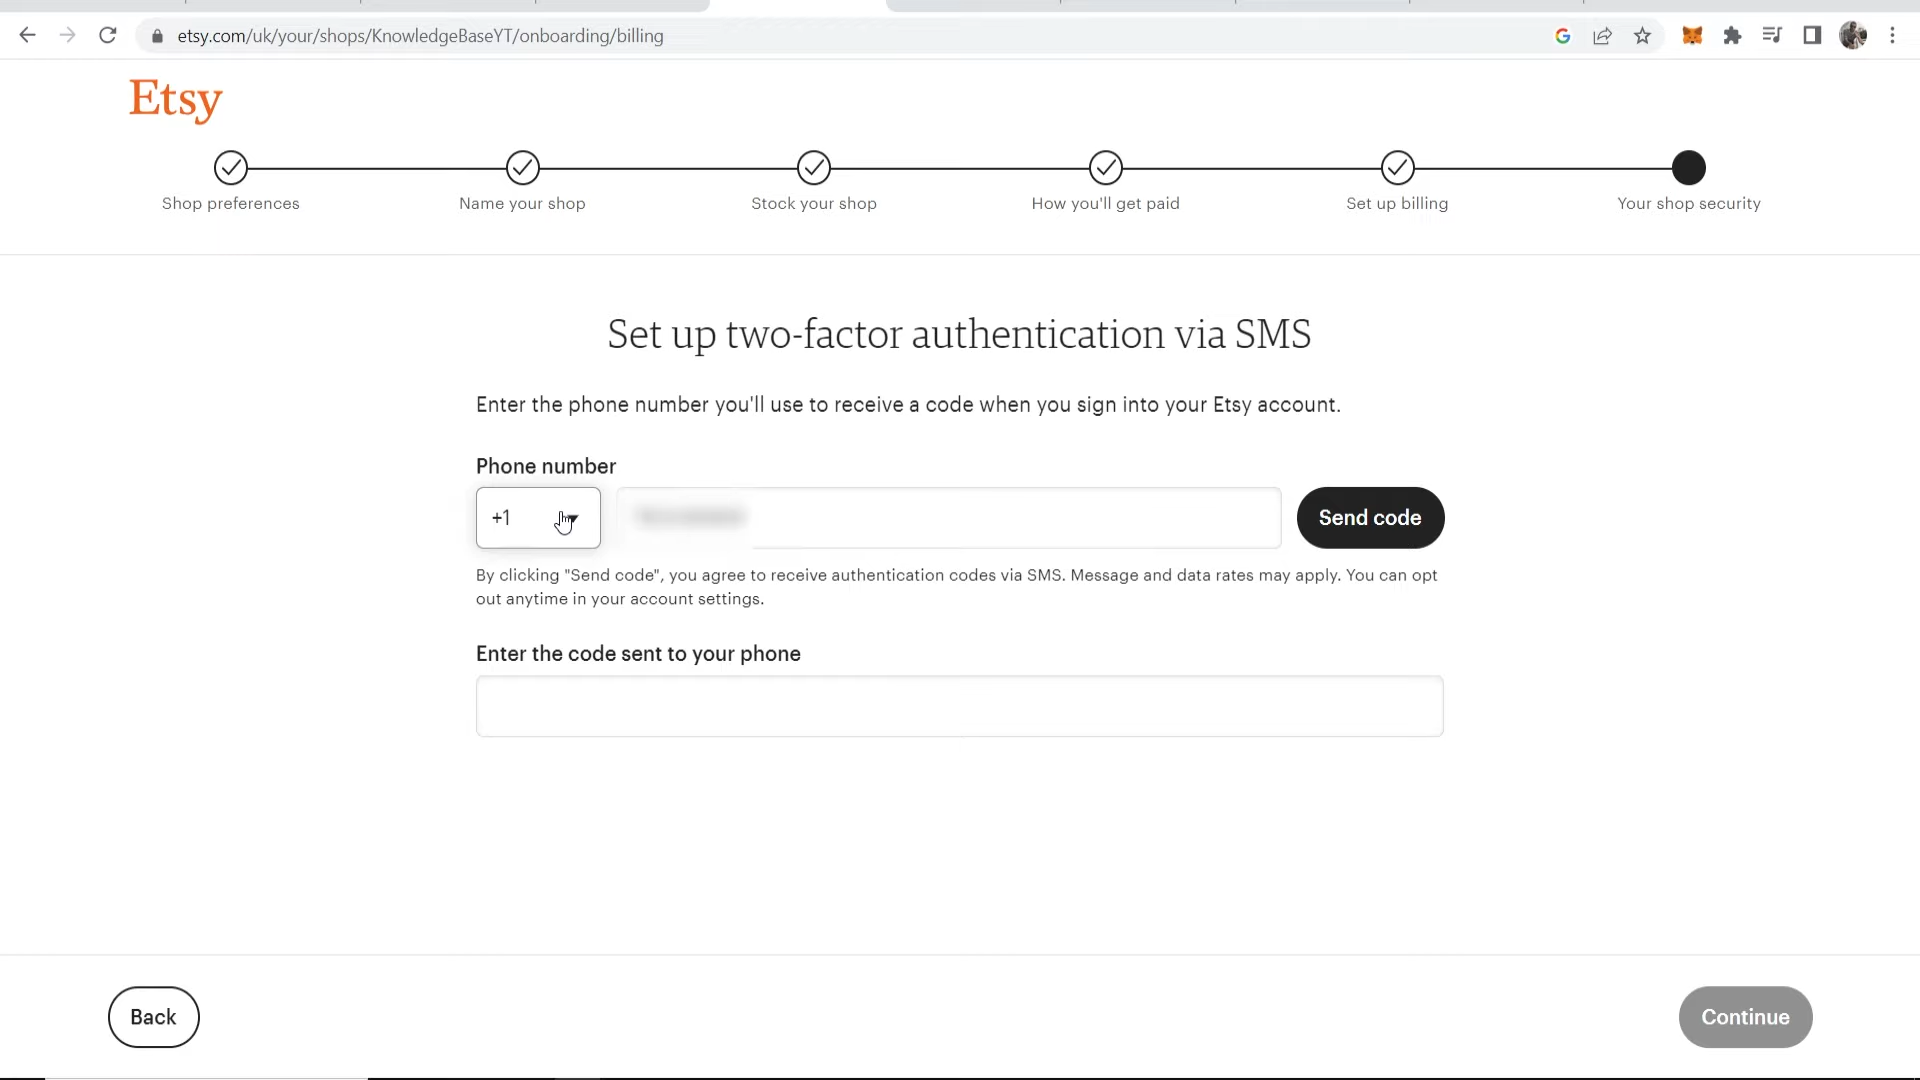 etsy.com/uk/your/shops/KnowledgeBaseYT/onboarding/billing
Etsy
Shop preferences
Name your shop
Stock your shop
How you'll get paid
Set up billing
Your shop security
Set up two-factor authentication via SMS
Enter the phone number you'll use to receive a code when you sign into your Etsy account.
Phone number
+1
Send code
By clicking "Send code", you agree to receive authentication codes via SMS. Message and data rates may apply. You can opt
out anytime in your account settings.
Enter the code sent to your phone
Back
Continue